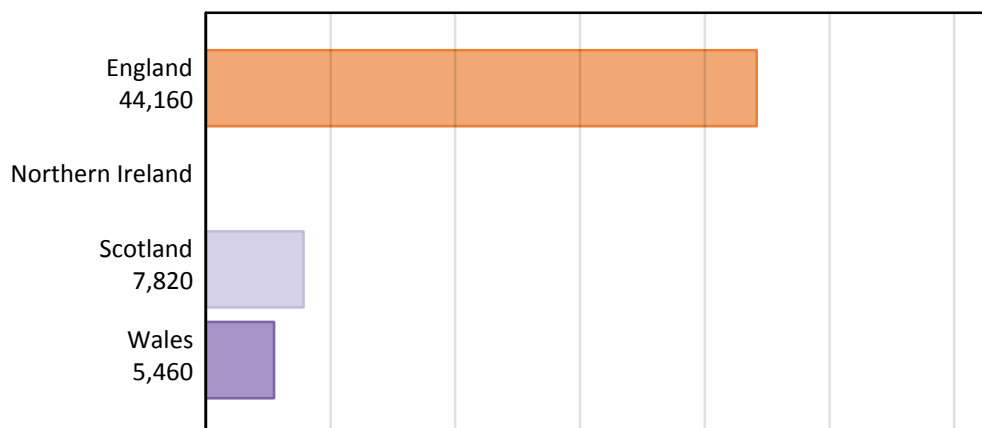 England
44,160
Northern Ireland
Scotland
7,820
Wales
5,460